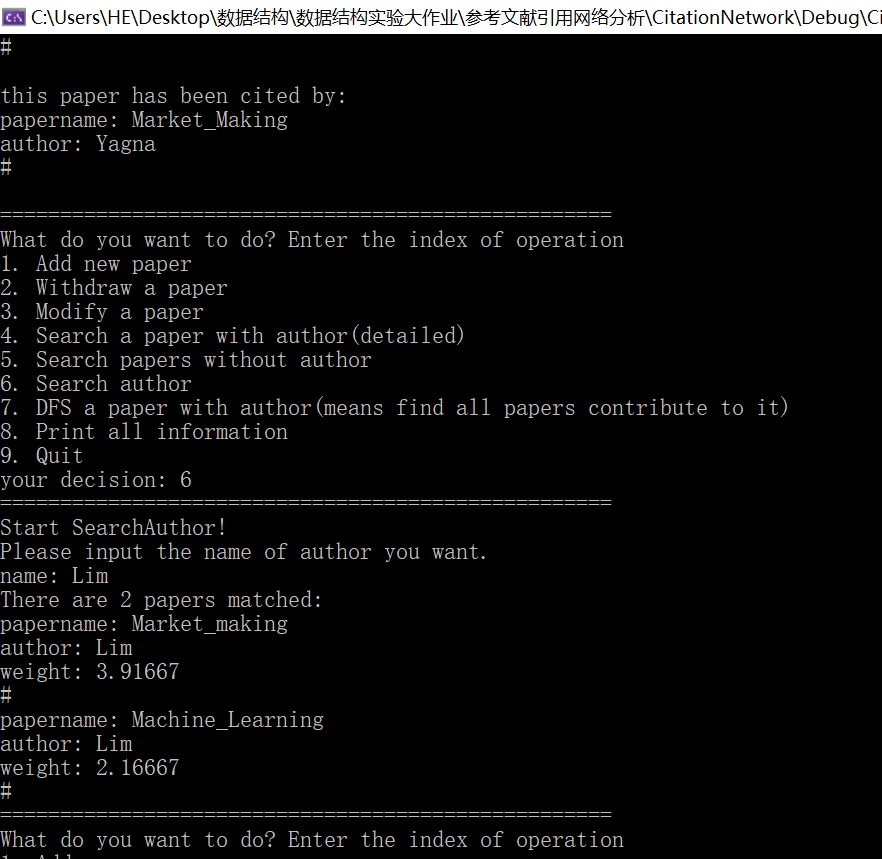 C:\Users\HE\Desktop\数据结构\数据结构实验大作业\参考文献引用网络分析\CitationNetwork\Debug\Ci
#
this paper has been cited by:
papername: Market_Making
author: Yagna
#
===================================================
What do you want to do? Enter the index of operation
1. Add new paper
2. Withdraw a paper
3. Modify a paper
4. Search a paper with author(detailed)
5. Search papers without author
6. Search author
7. DFS a paper with author(means find all papers contribute to it)
8. Print all information
9. Quit
your decision: 6
===================================================
Start SearchAuthor!
Please input the name of author you want.
name: Lim
There are 2 papers matched:
papername: Market_making
author: Lim
weight: 3.91667
#
papername: Machine_Learning
author: Lim
weight: 2.16667
#
===================================================
What do you want to do? Enter the index of operation